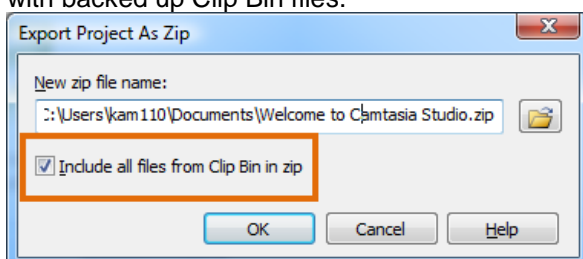 with backed up Clip Bin files.
Export Project As Zip
New zip file name:
:\Users\kam110\Documents\Welcome to Camtasia Studio.zip
Include all files from Clip Bin in zip
OK Cancel Help